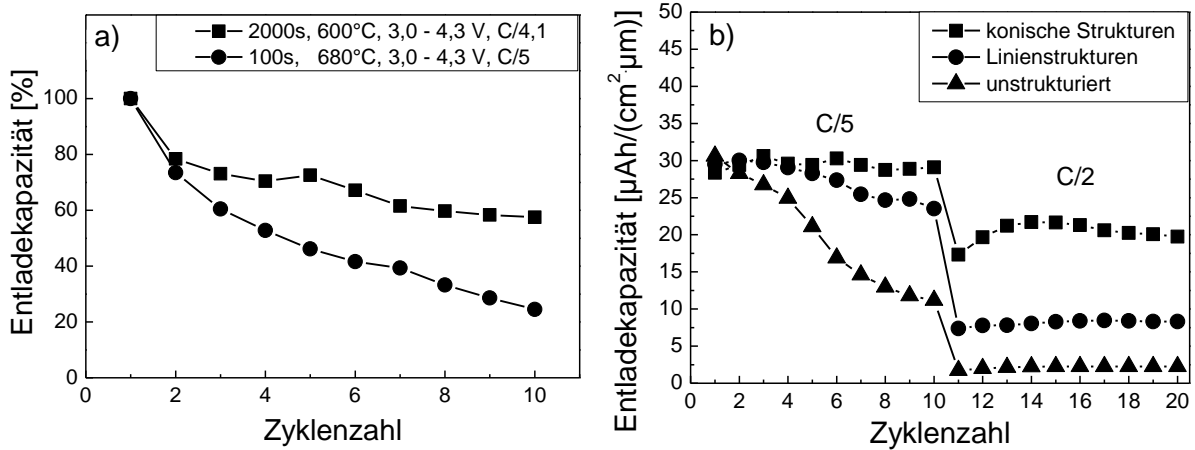 a)
2000s, 600°C, 3,0 - 4,3 V, C/4,1
100s, 680°C, 3,0 - 4,3 V, C/5
Entladekapazität [%]
100
80
60
40
20
0
0 2 4 6 8 10
Zyklenzahl
b)
konische Strukturen
Linienstrukturen
unstrukturiert
C/5
C/2
Entladekapazität [µAh/(cm²·µm)]
50
45
40
35
30
25
20
15
10
5
0
0 2 4 6 8 10 12 14 16 18 20
Zyklenzahl